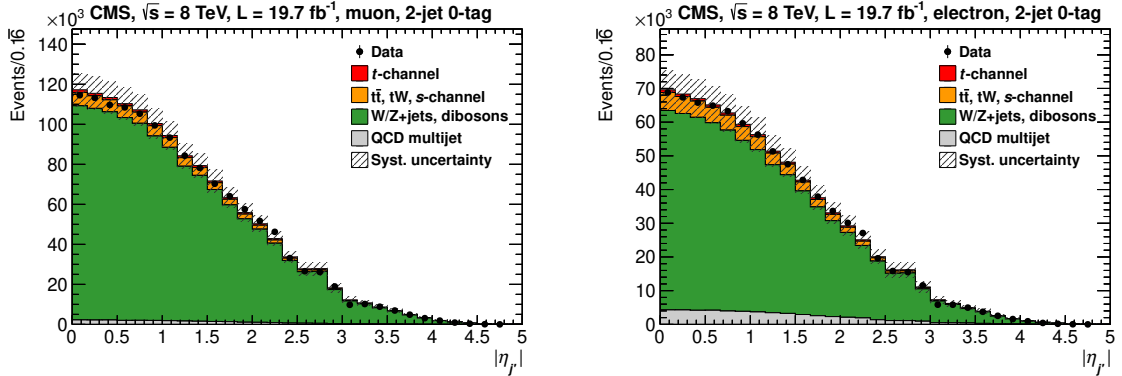 CMS, √s = 8 TeV, L = 19.7 fb⁻¹, muon, 2-jet 0-tag
×10³
Events/0.16̅
140
120
100
80
60
40
20
0
Data
t-channel
tt̄, tW, s-channel
W/Z+jets, dibosons
QCD multijet
Syst. uncertainty
0 0.5 1 1.5 2 2.5 3 3.5 4 4.5 5
|η_j'|
CMS, √s = 8 TeV, L = 19.7 fb⁻¹, electron, 2-jet 0-tag
×10³
Events/0.16̅
80
70
60
50
40
30
20
10
0
Data
t-channel
tt̄, tW, s-channel
W/Z+jets, dibosons
QCD multijet
Syst. uncertainty
0 0.5 1 1.5 2 2.5 3 3.5 4 4.5 5
|η_j'|